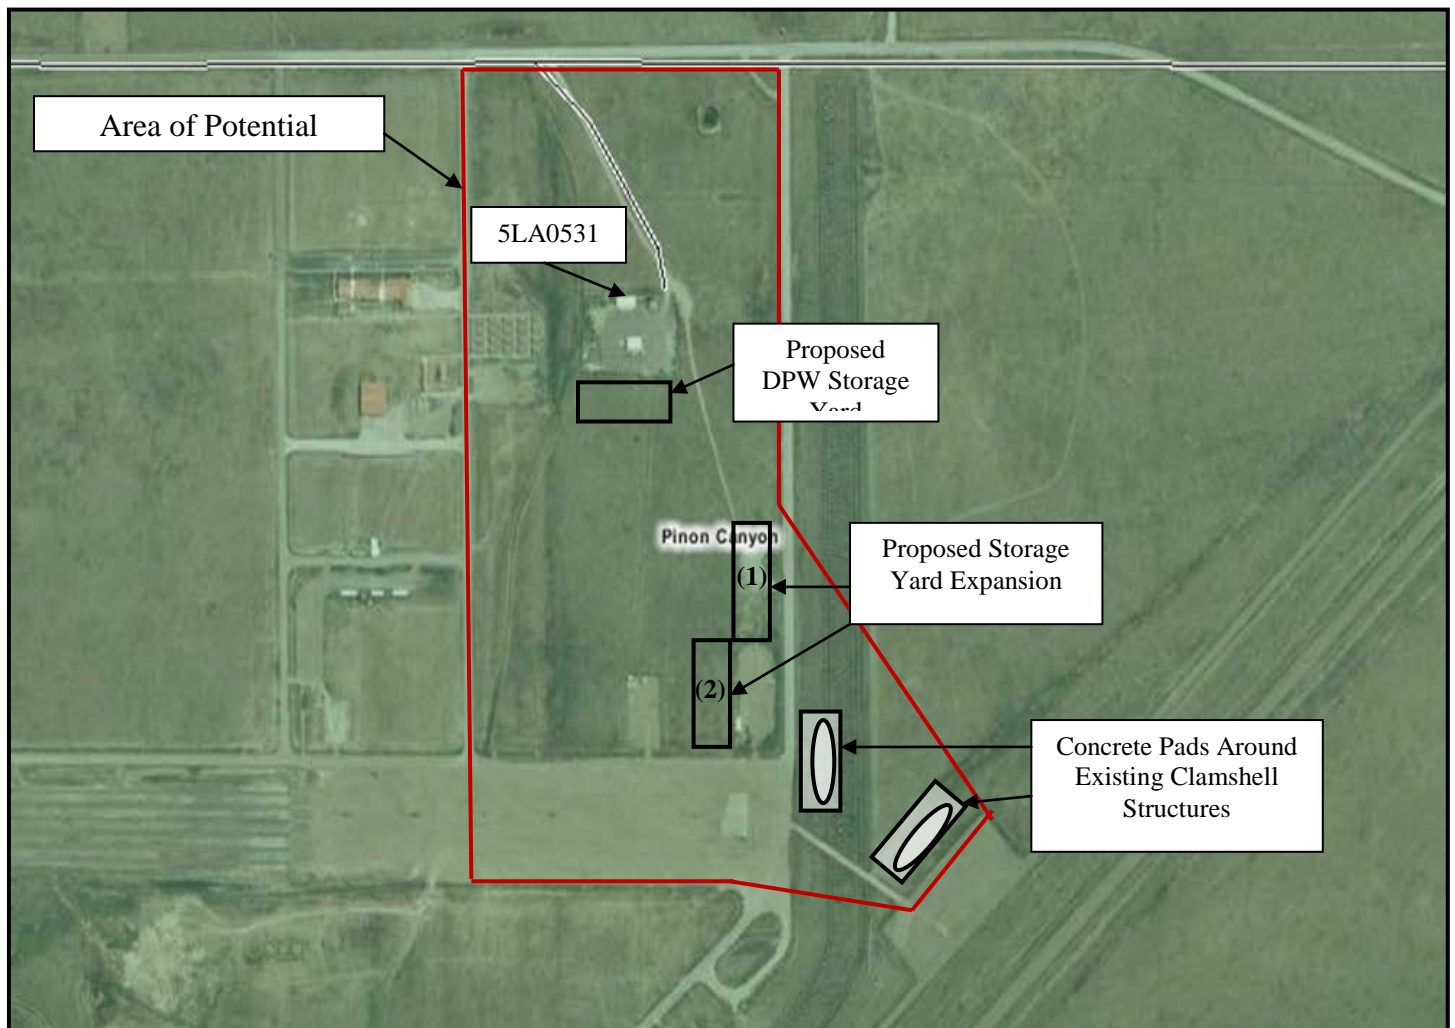 Area of Potential
5LA0531
Proposed
DPW Storage
Yard
Pinon Canyon
(1)
Proposed Storage
Yard Expansion
(2)
Concrete Pads Around
Existing Clamshell
Structures